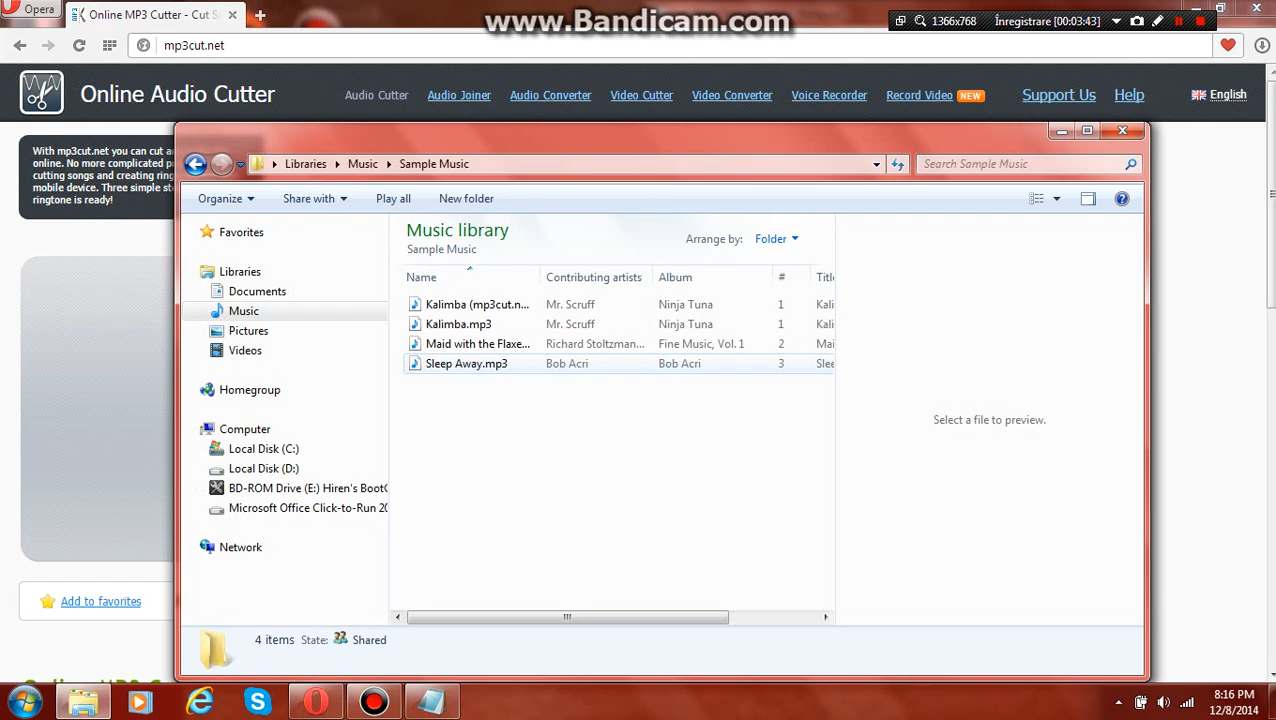 Opera
Online MP3 Cutter - Cut S
www.Bandicam.com
1366x768
Înregistrare [00:03:43]
mp3cut.net
Online Audio Cutter
Audio Cutter
Audio Joiner
Audio Converter
Video Cutter
Video Converter
Voice Recorder
Record Video NEW
Support Us
Help
English
With mp3cut.net you can cut a
online. No more complicated p
cutting songs and creating ring
mobile device. Three simple st
ringtone is ready!
Libraries
Music
Sample Music
Search Sample Music
Organize
Share with
Play all
New folder
Favorites
Libraries
Documents
Music
Pictures
Videos
Homegroup
Computer
Local Disk (C:)
Local Disk (D:)
BD-ROM Drive (E:) Hiren's BootC
Microsoft Office Click-to-Run 20
Network
Music library
Sample Music
Arrange by: Folder
Name Contributing artists Album # Title
Kalimba (mp3cut.n... Mr. Scruff Ninja Tuna 1 Kali
Kalimba.mp3 Mr. Scruff Ninja Tuna 1 Kali
Maid with the Flaxe... Richard Stoltzman... Fine Music, Vol. 1 2 Mai
Sleep Away.mp3 Bob Acri Bob Acri 3 Slee
Select a file to preview.
4 items State: Shared
Add to favorites
8:16 PM
12/8/2014